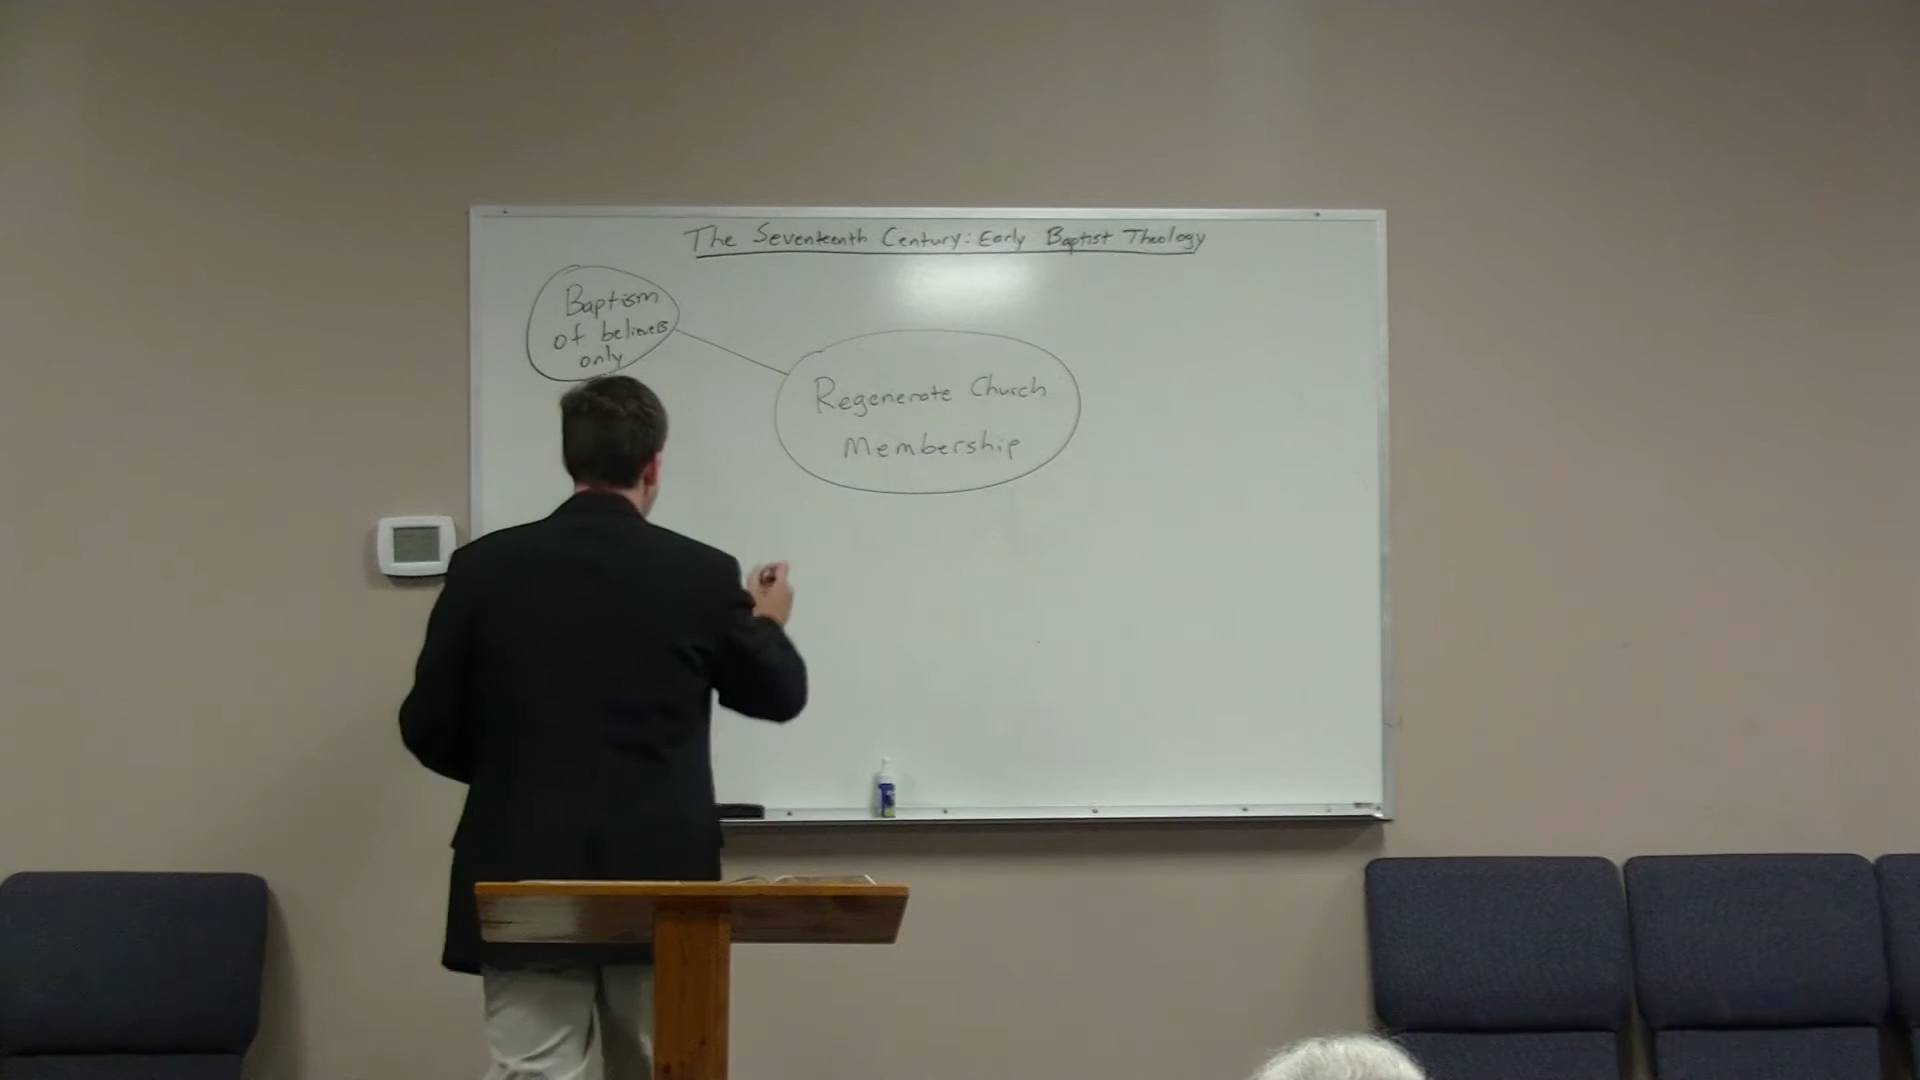 The Seventeenth Century: Early Baptist Theology
Baptism
of believers
only
Regenerate Church
Membership